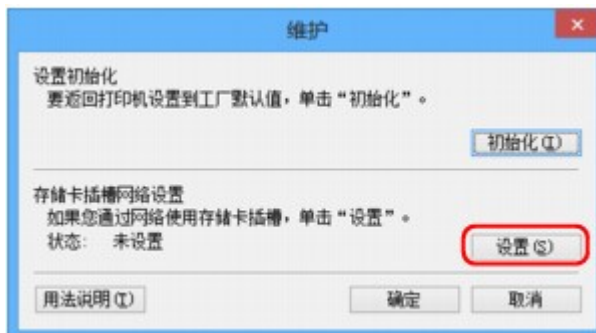 维护
设置初始化
要返回打印机设置到工厂默认值，单击“初始化”。
初始化(I)
存储卡插槽网络设置
如果您通过网络使用存储卡插槽，单击“设置”。
状态： 未设置
设置(S)
用法说明(I)
确定
取消